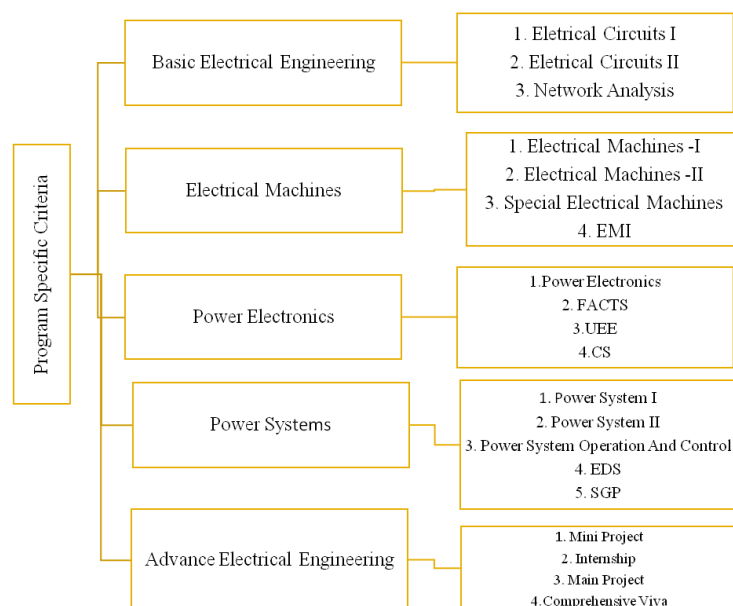 Program Specific Criteria
Basic Electrical Engineering
1. Eletrical Circuits I
2. Eletrical Circuits II
3. Network Analysis
Electrical Machines
1. Electrical Machines -I
2. Electrical Machines -II
3. Special Electrical Machines
4. EMI
Power Electronics
1.Power Electronics
2. FACTS
3.UEE
4.CS
Power Systems
1. Power System I
2. Power System II
3. Power System Operation And Control
4. EDS
5. SGP
Advance Electrical Engineering
1. Mini Project
2. Internship
3. Main Project
4.Comprehensive Viva